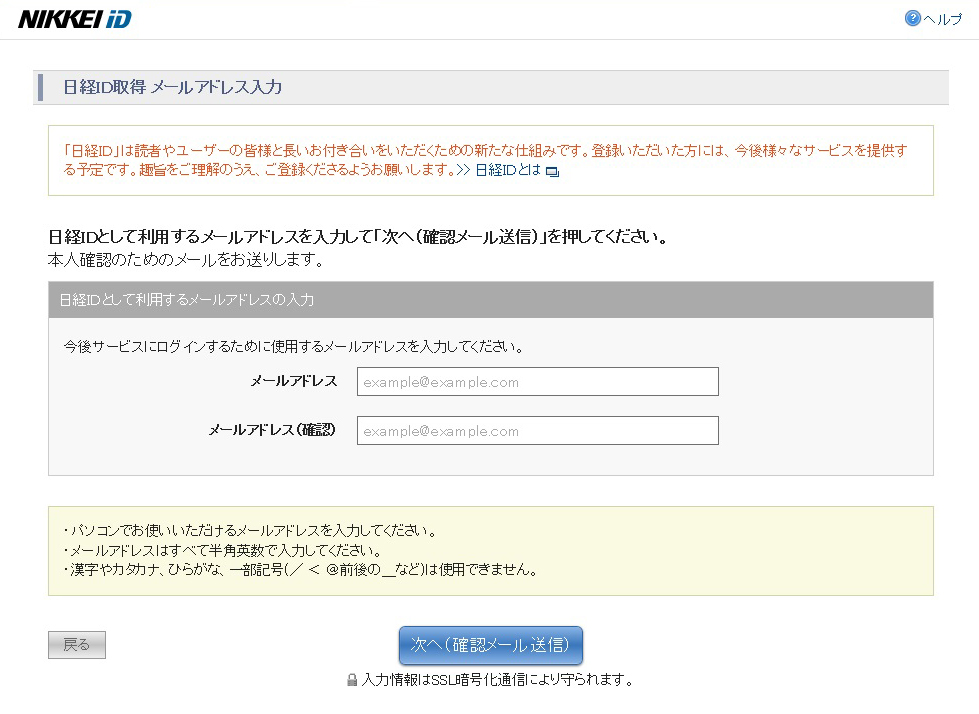 NIKKEI iD
?ヘルプ
日経ID取得 メールアドレス入力
「日経ID」は読者やユーザーの皆様と長いお付き合いをいただくための新たな仕組みです。登録いただいた方には、今後様々なサービスを提供す
る予定です。趣旨をご理解のうえ、ご登録くださるようお願いします。>> 日経IDとは
日経IDとして利用するメールアドレスを入力して「次へ(確認メール送信)」を押してください。
本人確認のためのメールをお送りします。
日経IDとして利用するメールアドレスの入力
今後サービスにログインするために使用するメールアドレスを入力してください。
メールアドレス example@example.com
メールアドレス(確認) example@example.com
・パソコンでお使いいただけるメールアドレスを入力してください。
・メールアドレスはすべて半角英数で入力してください。
・漢字やカタカナ、ひらがな、一部記号(/ < @前後の__など)は使用できません。
戻る 次へ(確認メール送信)
入力情報はSSL暗号化通信により守られます。